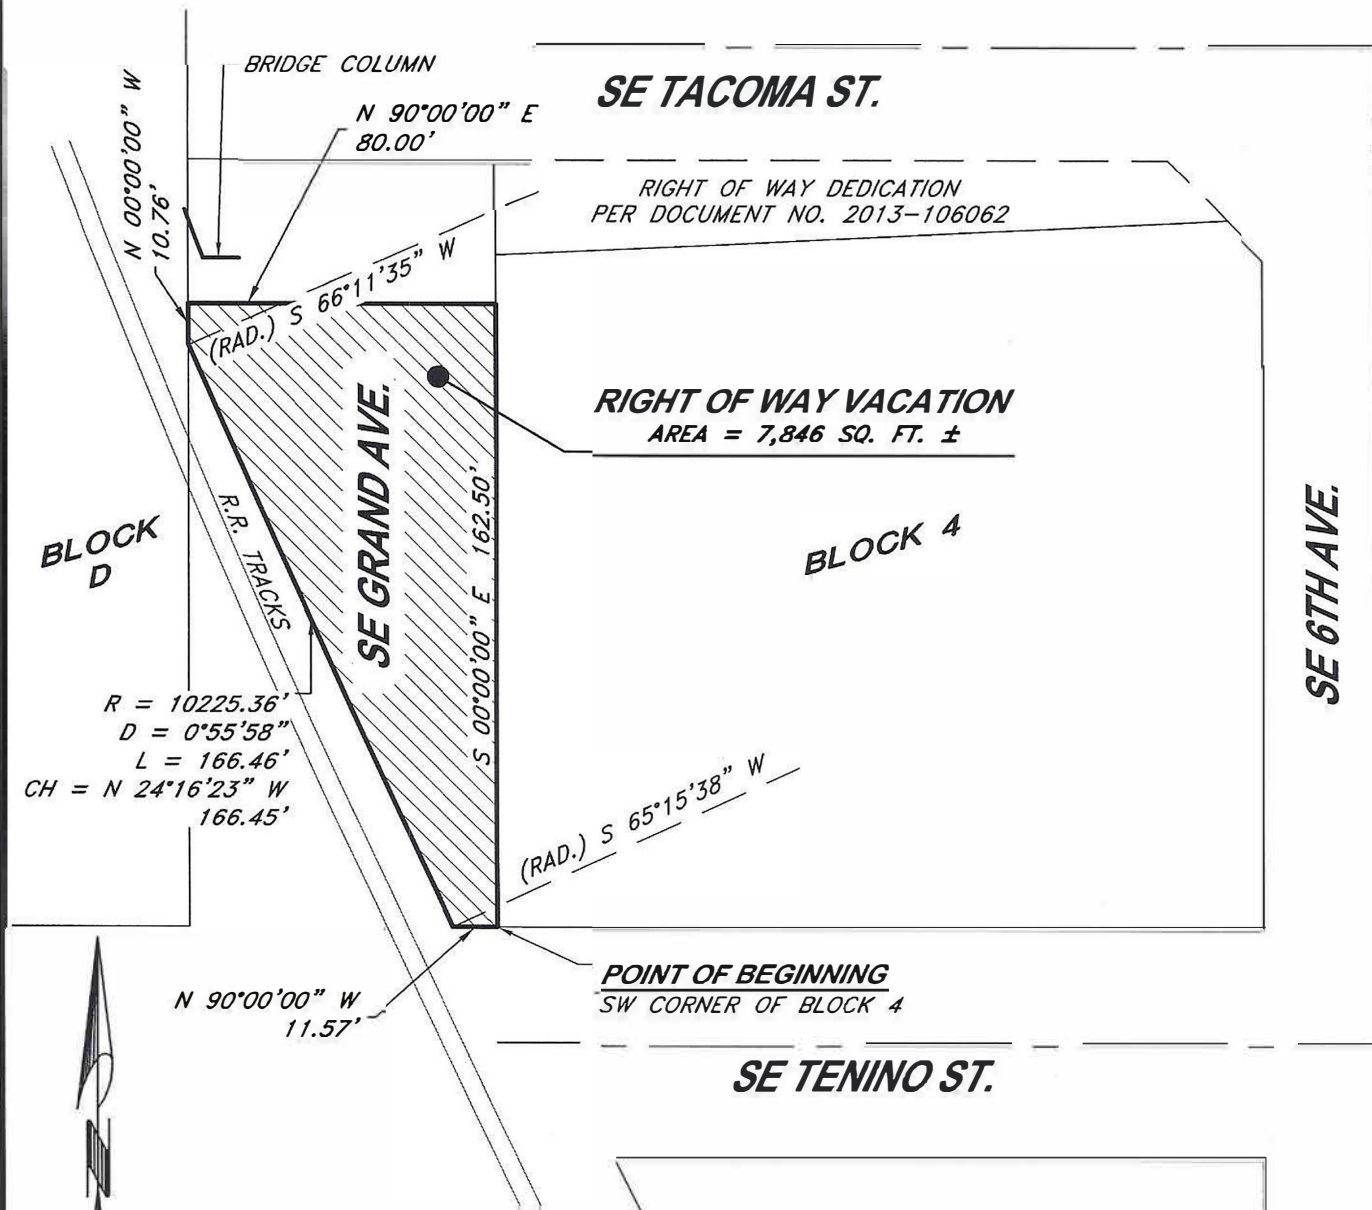 BRIDGE COLUMN
SE TACOMA ST.
N 90°00'00" E
80.00'
N 00°00'00" W
10.76'
RIGHT OF WAY DEDICATION
PER DOCUMENT NO. 2013-106062
(RAD.) S 66°11'35" W
RIGHT OF WAY VACATION
AREA = 7,846 SQ. FT. ±
SE GRAND AVE.
S 00°00'00" E 162.50'
R.R. TRACKS
BLOCK
D
BLOCK 4
SE 6TH AVE.
R = 10225.36'
D = 0°55'58"
L = 166.46'
CH = N 24°16'23" W
166.45'
(RAD.) S 65°15'38" W
POINT OF BEGINNING
SW CORNER OF BLOCK 4
N 90°00'00" W
11.57'
SE TENINO ST.
N